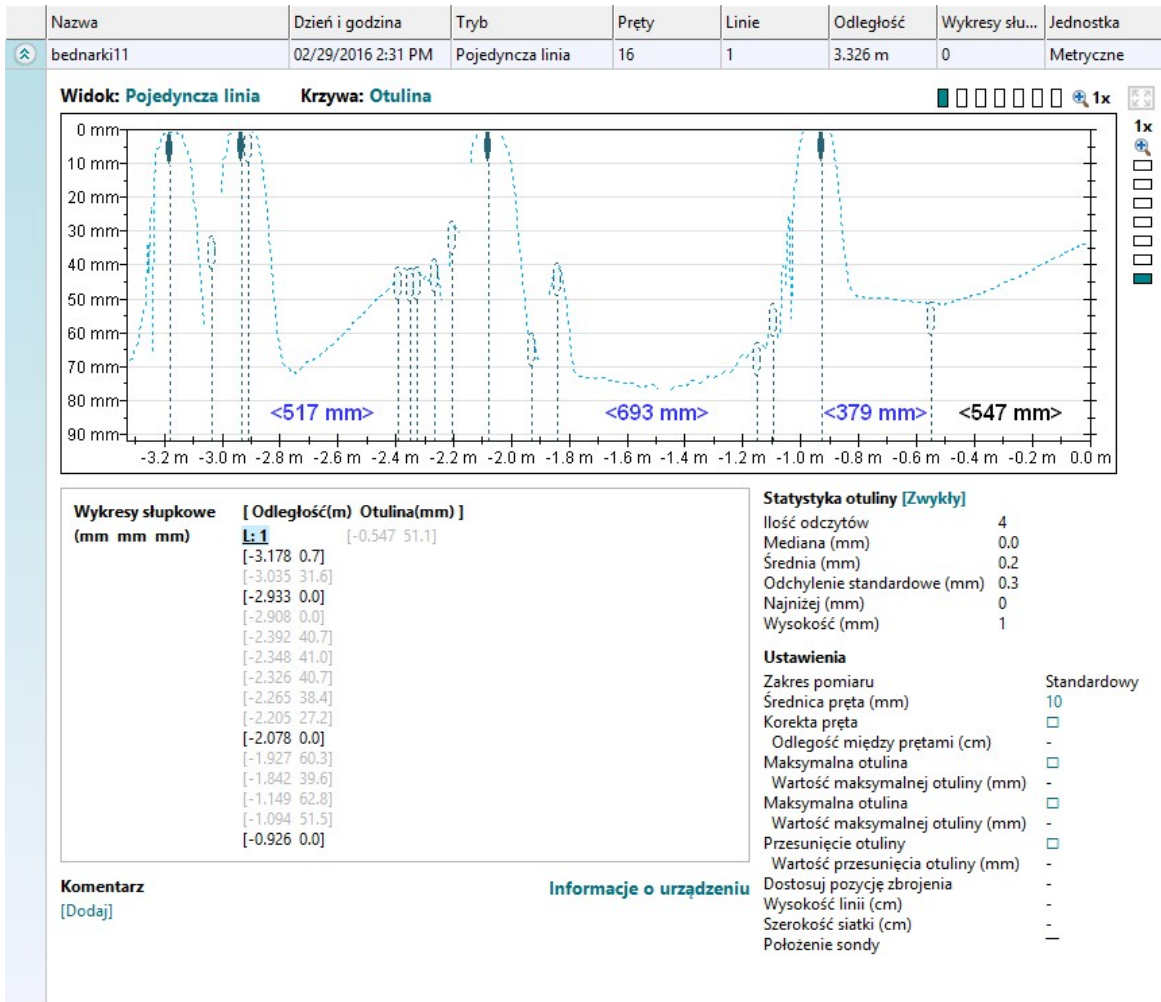 Nazwa Dzień i godzina Tryb Pręty Linie Odległość Wykresy słu... Jednostka
bednarki11 02/29/2016 2:31 PM Pojedyncza linia 16 1 3.326 m 0 Metryczne
Widok: Pojedyncza linia Krzywa: Otulina 1x
1x
0 mm
10 mm
20 mm
30 mm
40 mm
50 mm
60 mm
70 mm
80 mm
90 mm
<517 mm> <693 mm> <379 mm> <547 mm>
-3.2 m -3.0 m -2.8 m -2.6 m -2.4 m -2.2 m -2.0 m -1.8 m -1.6 m -1.4 m -1.2 m -1.0 m -0.8 m -0.6 m -0.4 m -0.2 m 0.0 m
Wykresy słupkowe [ Odległość(m) Otulina(mm) ]
(mm mm mm) L: 1 [-0.547 51.1]
[-3.178 0.7]
[-3.035 31.6]
[-2.933 0.0]
[-2.908 0.0]
[-2.392 40.7]
[-2.348 41.0]
[-2.326 40.7]
[-2.265 38.4]
[-2.205 27.2]
[-2.078 0.0]
[-1.927 60.3]
[-1.842 39.6]
[-1.149 62.8]
[-1.094 51.5]
[-0.926 0.0]
Komentarz
[Dodaj]
Informacje o urządzeniu
Statystyka otuliny [Zwykły]
Ilość odczytów 4
Mediana (mm) 0.0
Średnia (mm) 0.2
Odchylenie standardowe (mm) 0.3
Najniżej (mm) 0
Wysokość (mm) 1
Ustawienia
Zakres pomiaru Standardowy
Średnica pręta (mm) 10
Korekta pręta
Odlegość między prętami (cm) -
Maksymalna otulina
Wartość maksymalnej otuliny (mm) -
Maksymalna otulina
Wartość maksymalnej otuliny (mm) -
Przesunięcie otuliny
Wartość przesunięcia otuliny (mm) -
Dostosuj pozycję zbrojenia -
Wysokość linii (cm) -
Szerokość siatki (cm) -
Położenie sondy —